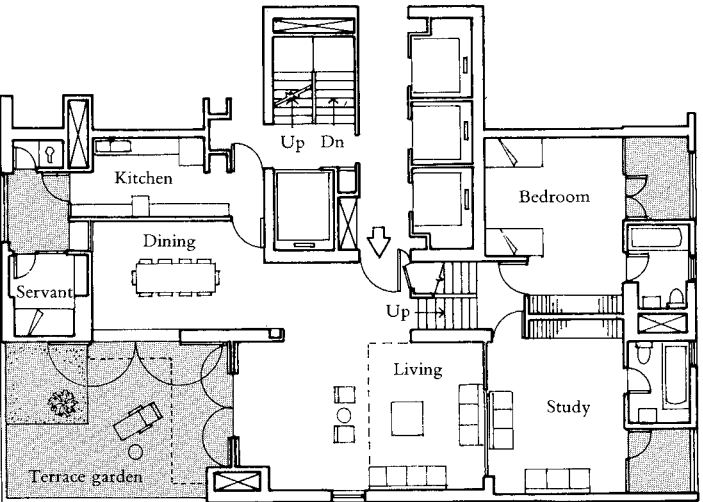 Up Dn
Kitchen
Bedroom
Dining
Servant
Up
Living
Study
Terrace garden